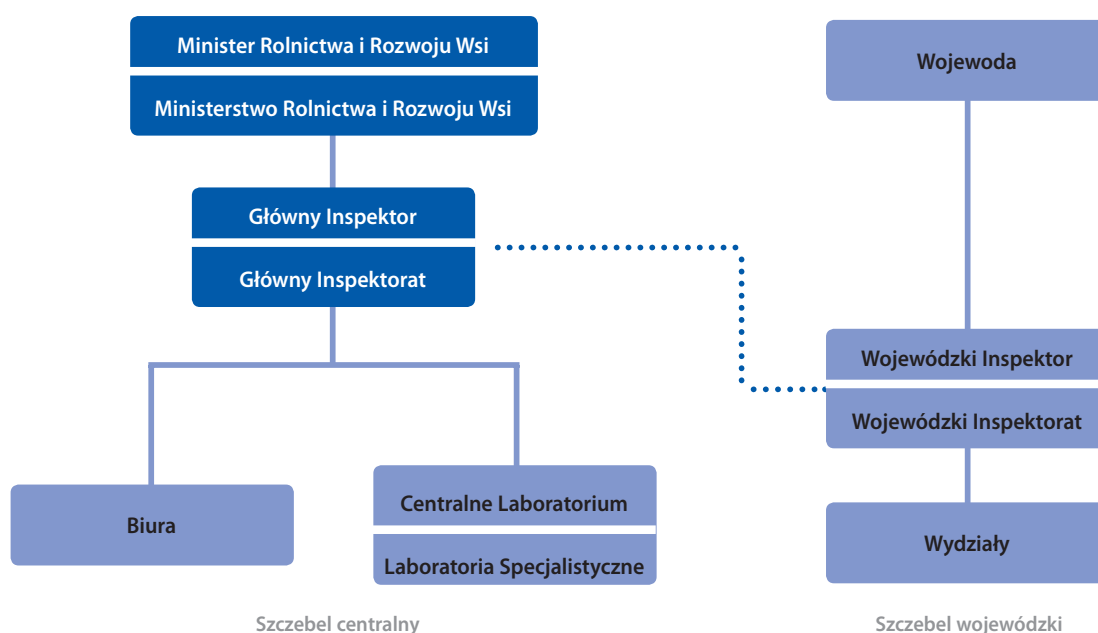 Minister Rolnictwa i Rozwoju Wsi
Ministerstwo Rolnictwa i Rozwoju Wsi
Główny Inspektor
Główny Inspektorat
Biura
Centralne Laboratorium
Laboratoria Specjalistyczne
Szczebel centralny
Wojewoda
Wojewódzki Inspektor
Wojewódzki Inspektorat
Wydziały
Szczebel wojewódzki